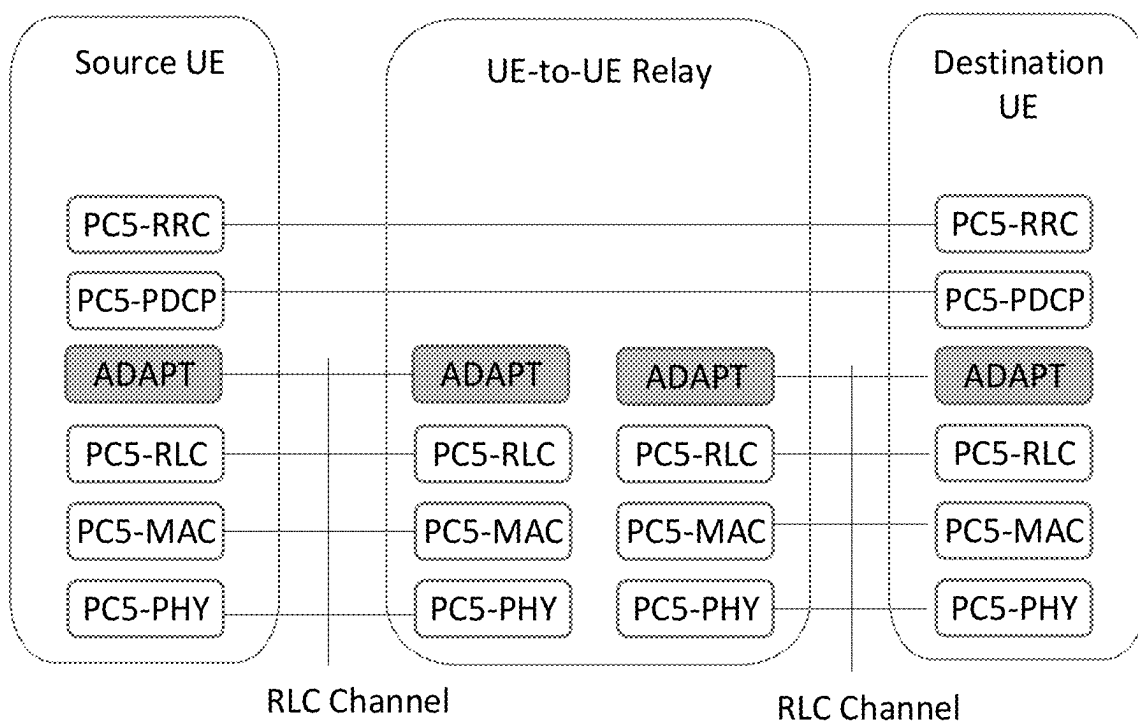 Source UE
UE-to-UE Relay
Destination
UE
PC5-RRC
PC5-RRC
PC5-PDCP
PC5-PDCP
ADAPT
ADAPT
ADAPT
ADAPT
PC5-RLC
PC5-RLC
PC5-RLC
PC5-RLC
PC5-MAC
PC5-MAC
PC5-MAC
PC5-MAC
PC5-PHY
PC5-PHY
PC5-PHY
PC5-PHY
RLC Channel
RLC Channel